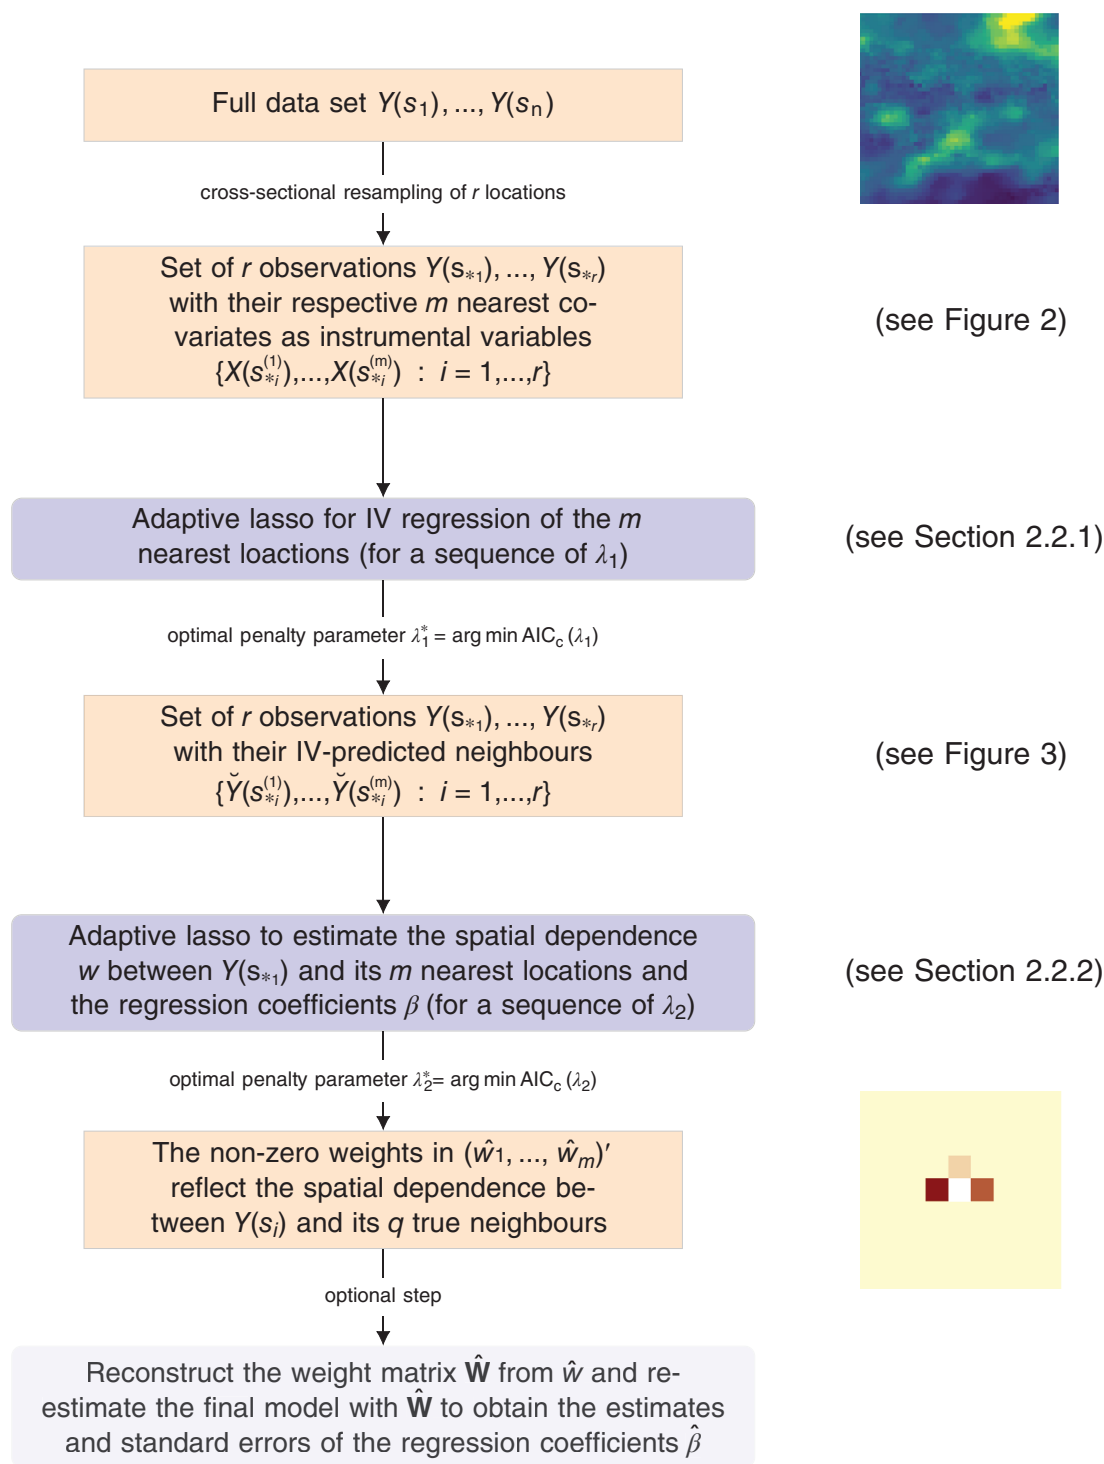 Full data set Y(s₁), ..., Y(sₙ)
cross-sectional resampling of r locations
Set of r observations Y(s∗₁), ..., Y(s∗ᵣ)
with their respective m nearest co-
variates as instrumental variables
{X(s∗ᵢ⁽¹⁾),...,X(s∗ᵢ⁽ᵐ⁾) : i = 1,...,r}
(see Figure 2)
Adaptive lasso for IV regression of the m
nearest loactions (for a sequence of λ₁)
(see Section 2.2.1)
optimal penalty parameter λ₁* = arg min AIC_c (λ₁)
Set of r observations Y(s∗₁), ..., Y(s∗ᵣ)
with their IV-predicted neighbours
{Y̆(s∗ᵢ⁽¹⁾),...,Y̆(s∗ᵢ⁽ᵐ⁾) : i = 1,...,r}
(see Figure 3)
Adaptive lasso to estimate the spatial dependence
w between Y(s∗₁) and its m nearest locations and
the regression coefficients β (for a sequence of λ₂)
(see Section 2.2.2)
optimal penalty parameter λ₂* = arg min AIC_c (λ₂)
The non-zero weights in (ŵ₁, ..., ŵₘ)′
reflect the spatial dependence be-
tween Y(sᵢ) and its q true neighbours
optional step
Reconstruct the weight matrix Ŵ from ŵ and re-
estimate the final model with Ŵ to obtain the estimates
and standard errors of the regression coefficients β̂